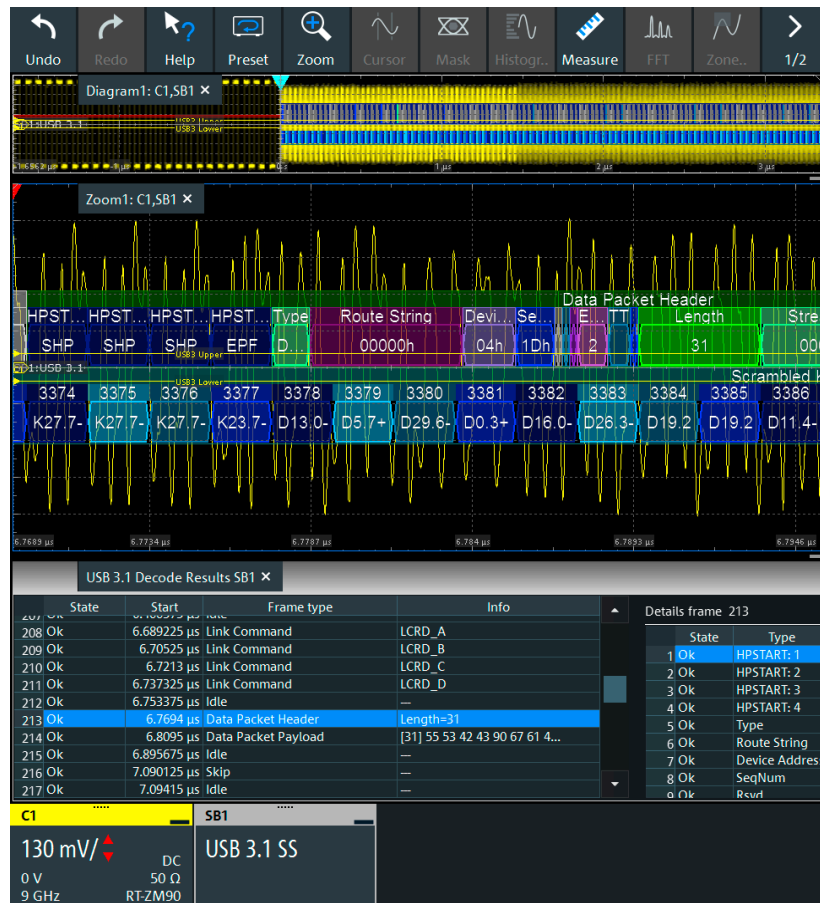 Undo Redo Help Preset Zoom Cursor Mask Histogr.. Measure FFT Zone.. 1/2
Diagram1: C1,SB1 ×
USB3 Upper
USB3 Lower
-1 µs 1 µs 2 µs 3 µs
Zoom1: C1,SB1 ×
Data Packet Header
HPST... HPST... HPST... HPST... Type Route String Devi... Se... E... TT Length Stre
SHP SHP SHP EPF D... 00000h 04h 1Dh 2 31 00
USB3 Upper
USB3 Lower
Scrambled
3374 3375 3376 3377 3378 3379 3380 3381 3382 3383 3384 3385 3386
K27.7- K27.7- K27.7- K23.7- D13.0- D5.7+ D29.6- D0.3+ D16.0- D26.3- D19.2 D19.2 D11.4-
6.7689 µs 6.7734 µs 6.7787 µs 6.784 µs 6.7893 µs 6.7946 µs
USB 3.1 Decode Results SB1 ×
State Start Frame type Info
208 Ok 6.689225 µs Link Command LCRD_A
209 Ok 6.70525 µs Link Command LCRD_B
210 Ok 6.7213 µs Link Command LCRD_C
211 Ok 6.737325 µs Link Command LCRD_D
212 Ok 6.753375 µs Idle ---
213 Ok 6.7694 µs Data Packet Header Length=31
214 Ok 6.8095 µs Data Packet Payload [31] 55 53 42 43 90 67 61 4...
215 Ok 6.895675 µs Idle ---
216 Ok 7.090125 µs Skip ---
217 Ok 7.09415 µs Idle ---
Details frame 213
State Type
1 Ok HPSTART: 1
2 Ok HPSTART: 2
3 Ok HPSTART: 3
4 Ok HPSTART: 4
5 Ok Type
6 Ok Route String
7 Ok Device Addres
8 Ok SeqNum
9 Ok Rsvd
C1
130 mV/
DC
0 V 50 Ω
9 GHz RT-ZM90
SB1
USB 3.1 SS